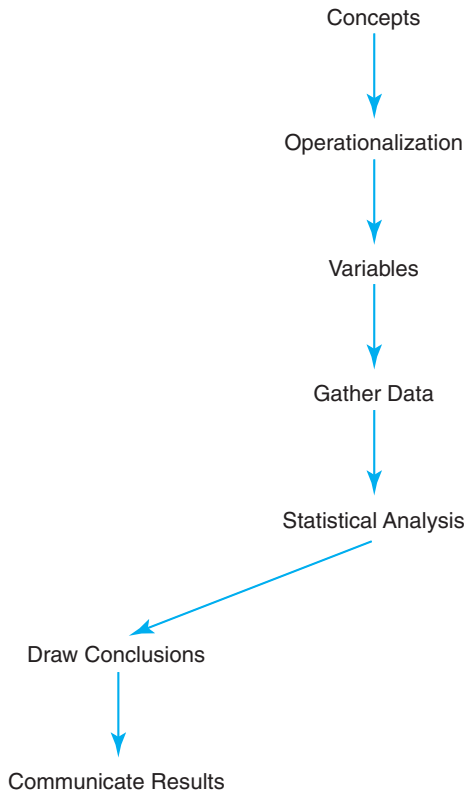 Concepts
Operationalization
Variables
Gather Data
Statistical Analysis
Draw Conclusions
Communicate Results